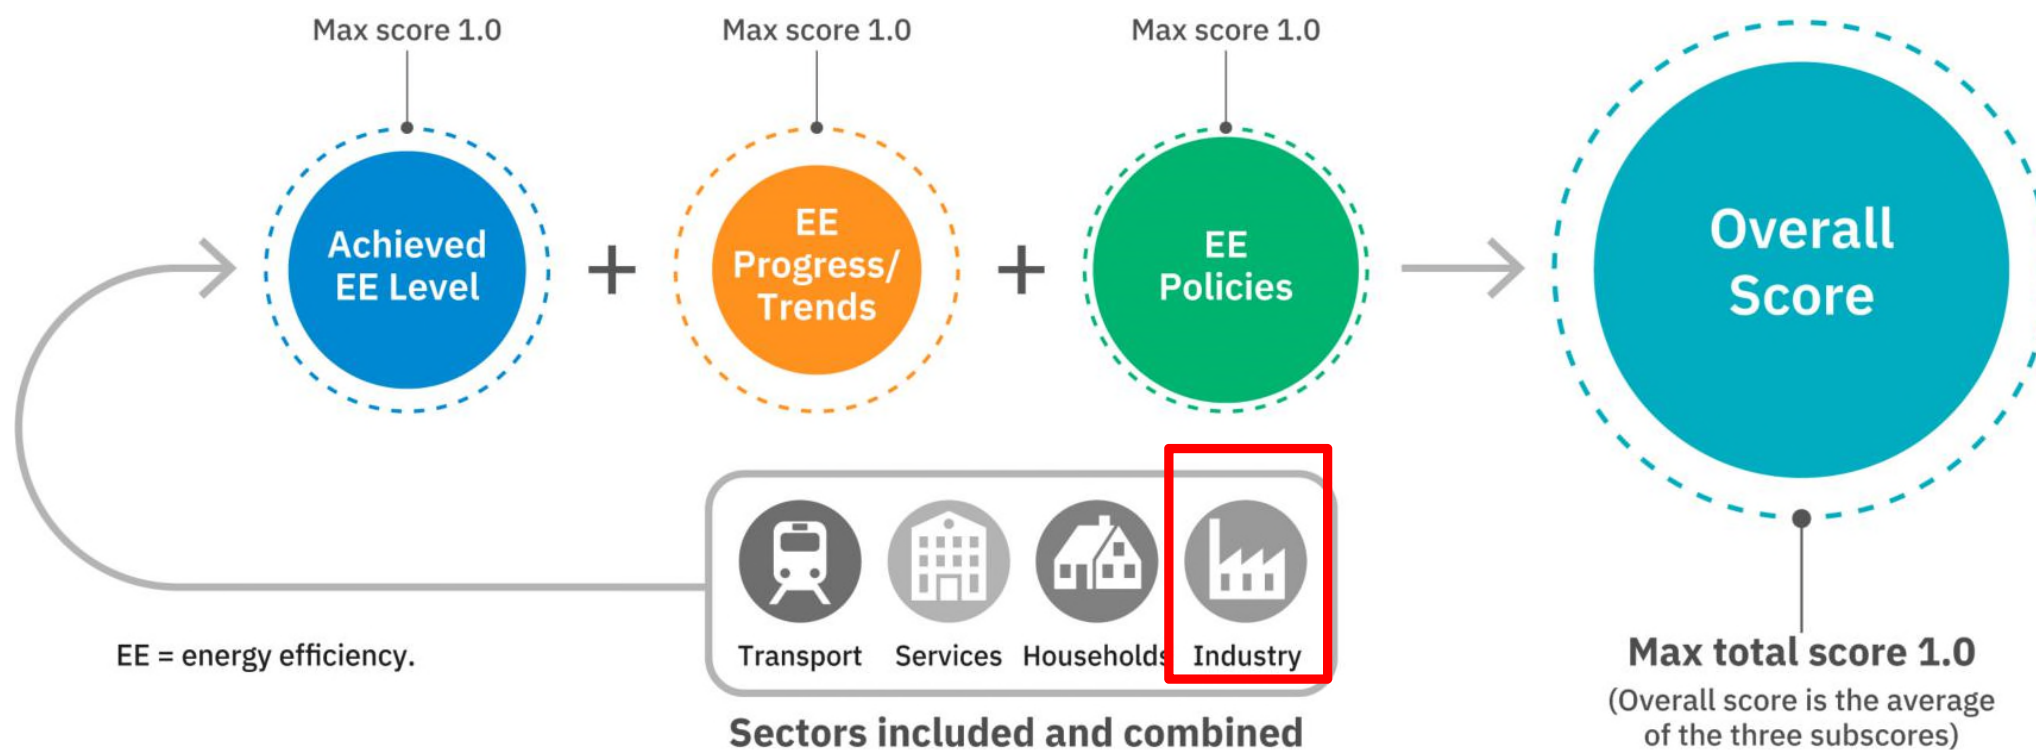 Max score 1.0
Max score 1.0
Max score 1.0
Achieved
EE Level
+
EE
Progress/
Trends
+
EE
Policies
Overall
Score
Transport
Services
Households
Industry
EE = energy efficiency.
Sectors included and combined
Max total score 1.0
(Overall score is the average
of the three subscores)